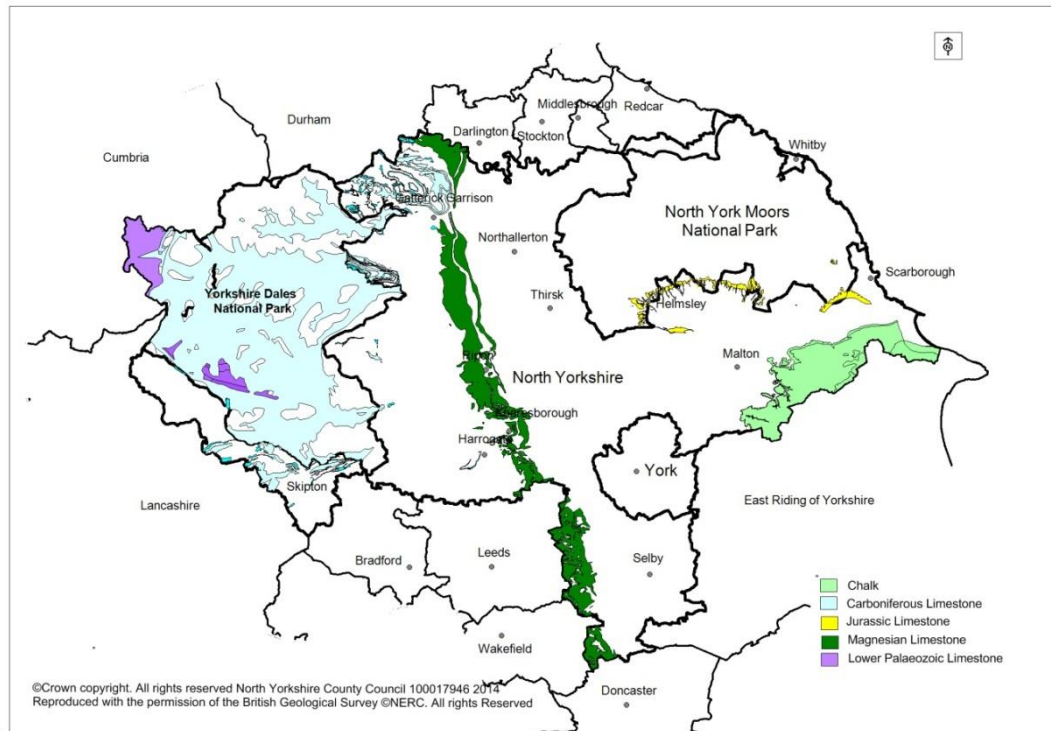 N
Durham
Middlesbrough
Redcar
Darlington
Stockton
Cumbria
Whitby
Catterick Garrison
North York Moors
National Park
Northallerton
Scarborough
Yorkshire Dales
National Park
Thirsk
Helmsley
Malton
Ripon
North Yorkshire
Knaresborough
Harrogate
York
Skipton
Lancashire
East Riding of Yorkshire
Bradford
Leeds
Selby
Chalk
Carboniferous Limestone
Jurassic Limestone
Magnesian Limestone
Lower Palaeozoic Limestone
Wakefield
Doncaster
©Crown copyright. All rights reserved North Yorkshire County Council 100017946 2014
Reproduced with the permission of the British Geological Survey ©NERC. All rights Reserved